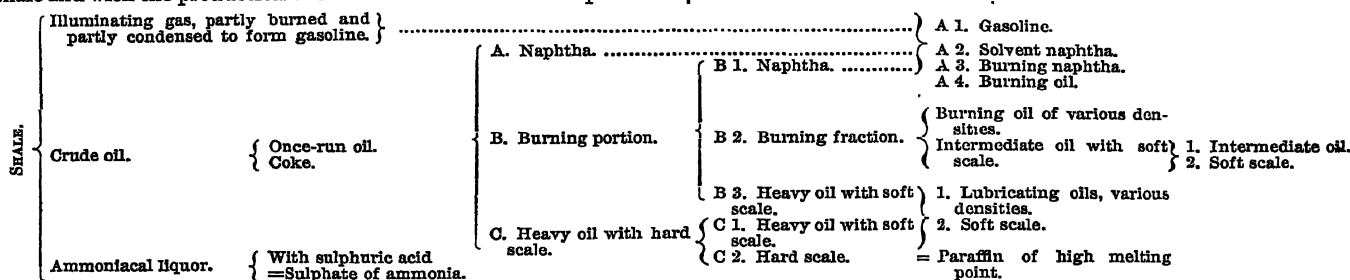 SHALE.
Illuminating gas, partly burned and
partly condensed to form gasoline.
A 1. Gasoline.
A. Naphtha.
A 2. Solvent naphtha.
B 1. Naphtha.
A 3. Burning naphtha.
A 4. Burning oil.
Crude oil.
Once-run oil.
Coke.
B. Burning portion.
B 2. Burning fraction.
Burning oil of various den-
sities.
Intermediate oil with soft
scale.
1. Intermediate oil.
2. Soft scale.
B 3. Heavy oil with soft
scale.
1. Lubricating oils, various
densities.
C. Heavy oil with hard
scale.
C 1. Heavy oil with soft
scale.
2. Soft scale.
C 2. Hard scale.
= Paraffin of high melting
point.
Ammoniacal liquor.
With sulphuric acid
=Sulphate of ammonia.